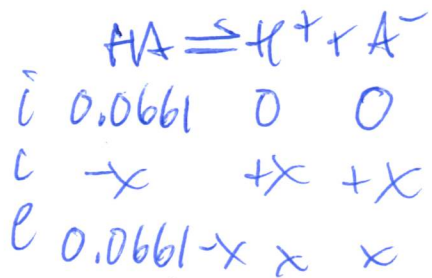 HA ⇌ H⁺ + A⁻
i 0.0661 0 0
c -x +x +x
e 0.0661-x x x